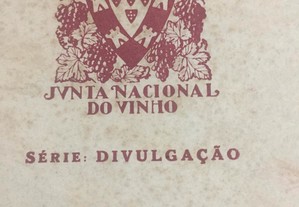 JVNTA NACIONAL
DO VINHO
SÉRIE: DIVULGAÇÃO